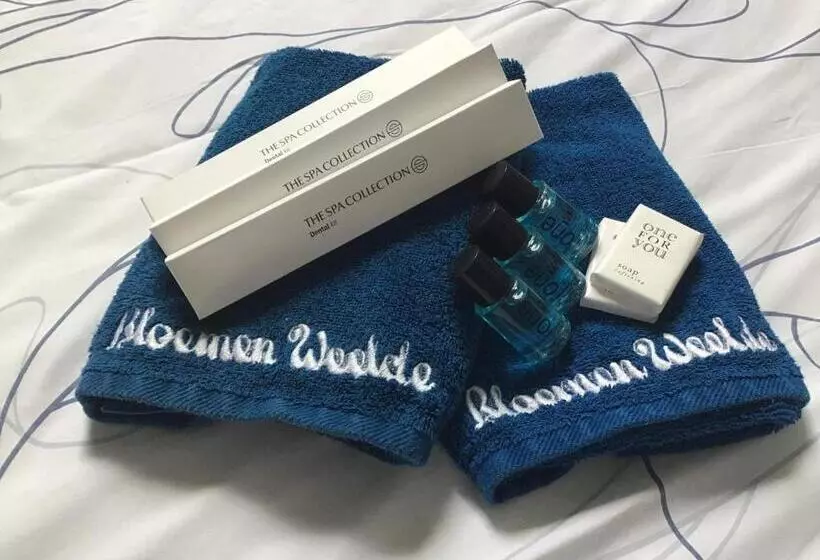 THE SPA COLLECTION
Dental kit
THE SPA COLLECTION
THE SPA COLLECTION
Dental kit
one
FOR
you
soap
Bloemen Weelde
Bloemen Weelde